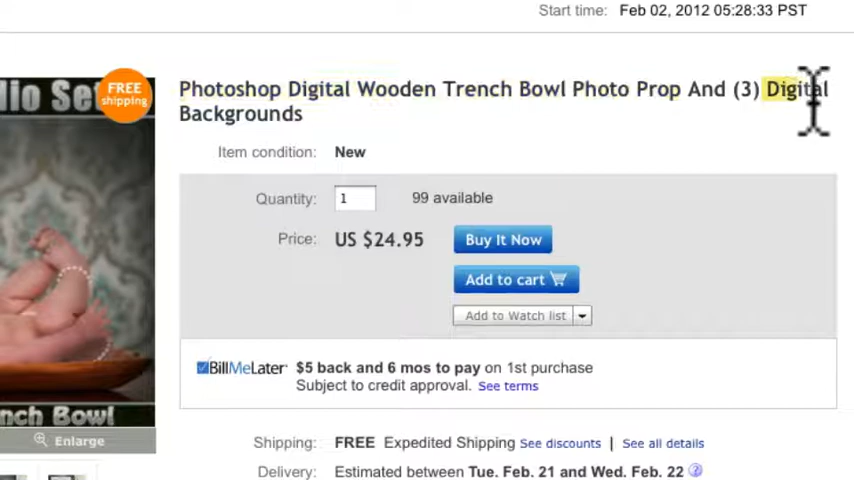 Start time: Feb 02, 2012 05:28:33 PST
FREE
shipping
Photoshop Digital Wooden Trench Bowl Photo Prop And (3) Digital
Backgrounds
Item condition: New
Quantity: 1 99 available
Price: US $24.95 Buy It Now
Add to cart
Add to Watch list
BillMeLater $5 back and 6 mos to pay on 1st purchase
Subject to credit approval. See terms
Enlarge
Shipping: FREE Expedited Shipping See discounts | See all details
Delivery: Estimated between Tue. Feb. 21 and Wed. Feb. 22 ?